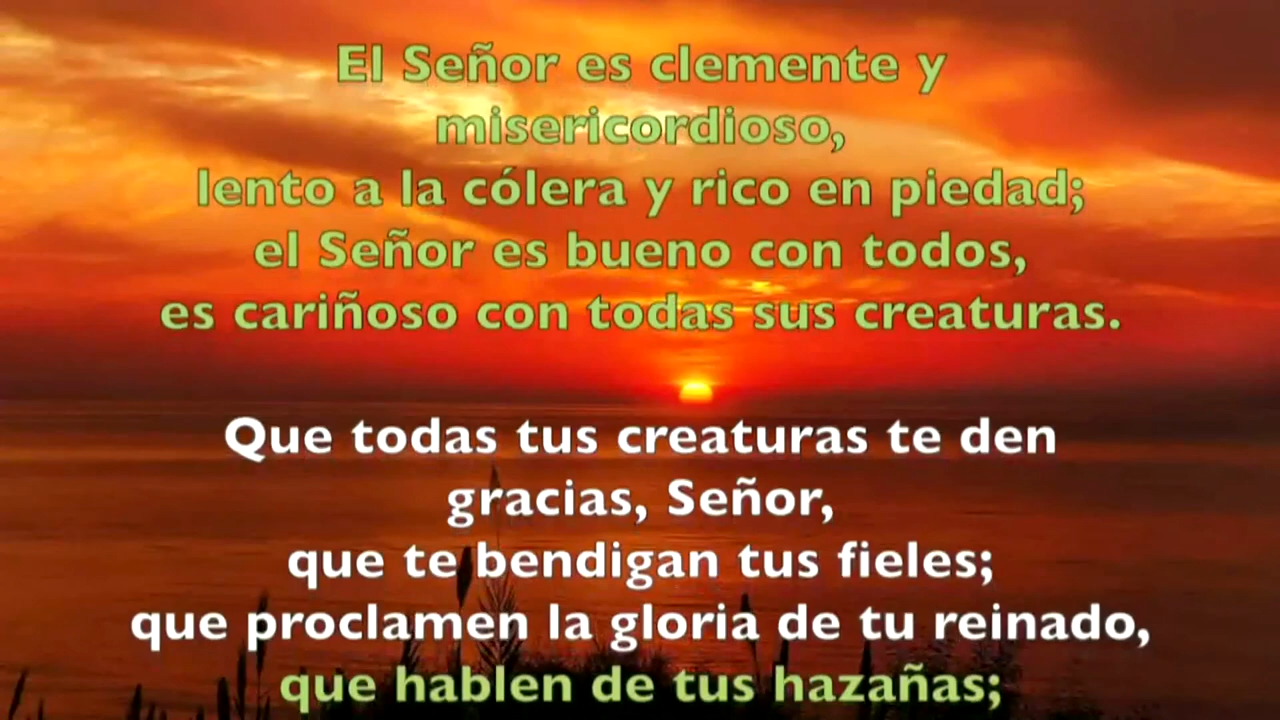 El Señor es clemente y
misericordioso,
lento a la cólera y rico en piedad;
el Señor es bueno con todos,
es cariñoso con todas sus creaturas.
Que todas tus creaturas te den
gracias, Señor,
que te bendigan tus fieles;
que proclamen la gloria de tu reinado,
que hablen de tus hazañas;